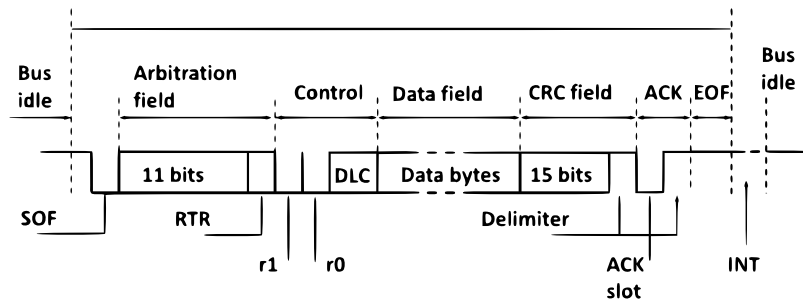 Bus
idle
Arbitration
field
Control
Data field
CRC field
ACK
EOF
Bus
idle
11 bits
DLC
Data bytes
15 bits
SOF
RTR
Delimiter
r1
r0
ACK
slot
INT